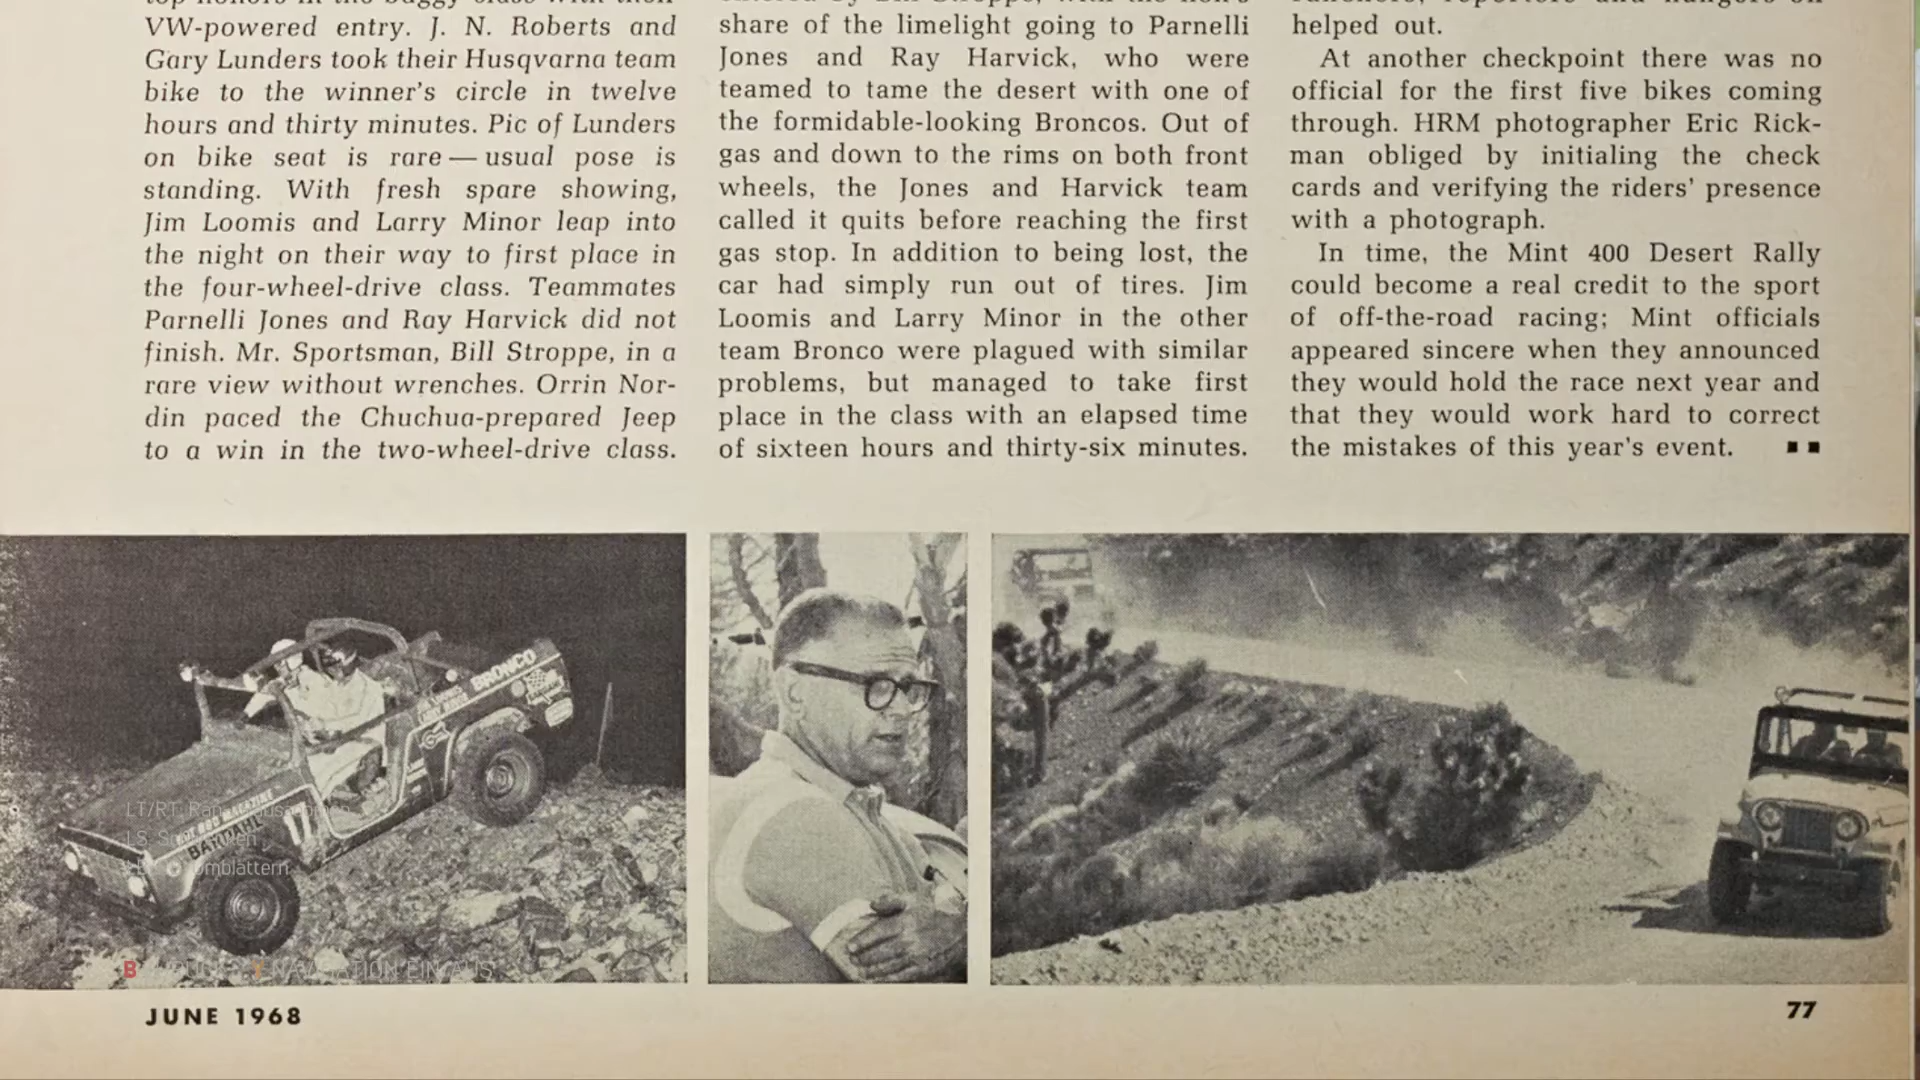 VW-powered entry. J. N. Roberts and
Gary Lunders took their Husqvarna team
bike to the winner's circle in twelve
hours and thirty minutes. Pic of Lunders
on bike seat is rare — usual pose is
standing. With fresh spare showing,
Jim Loomis and Larry Minor leap into
the night on their way to first place in
the four-wheel-drive class. Teammates
Parnelli Jones and Ray Harvick did not
finish. Mr. Sportsman, Bill Stroppe, in a
rare view without wrenches. Orrin Nor-
din paced the Chuchua-prepared Jeep
to a win in the two-wheel-drive class.
share of the limelight going to Parnelli
Jones and Ray Harvick, who were
teamed to tame the desert with one of
the formidable-looking Broncos. Out of
gas and down to the rims on both front
wheels, the Jones and Harvick team
called it quits before reaching the first
gas stop. In addition to being lost, the
car had simply run out of tires. Jim
Loomis and Larry Minor in the other
team Bronco were plagued with similar
problems, but managed to take first
place in the class with an elapsed time
of sixteen hours and thirty-six minutes.
helped out.
At another checkpoint there was no
official for the first five bikes coming
through. HRM photographer Eric Rick-
man obliged by initialing the check
cards and verifying the riders' presence
with a photograph.
In time, the Mint 400 Desert Rally
could become a real credit to the sport
of off-the-road racing; Mint officials
appeared sincere when they announced
they would hold the race next year and
that they would work hard to correct
the mistakes of this year's event.
BRONCO
MAGAZINE
BARDAHL
17
LT/RT:
LS:
NAVIGATION EIN/AUS
JUNE 1968
77